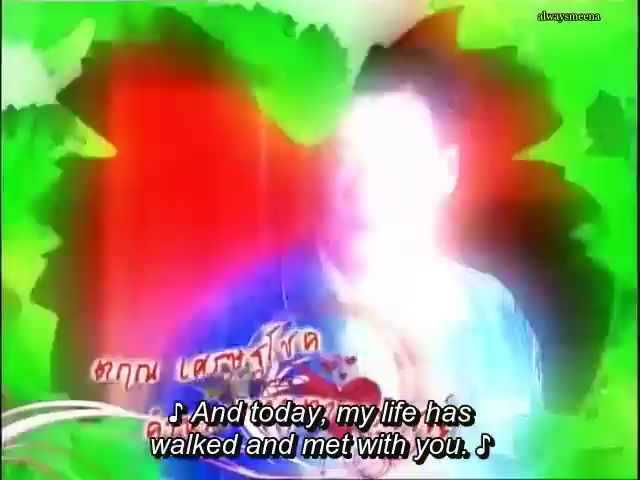 alwaysmeena
ตฤณ เศรษฐโชค
♪ And today, my life has
walked and met with you. ♪